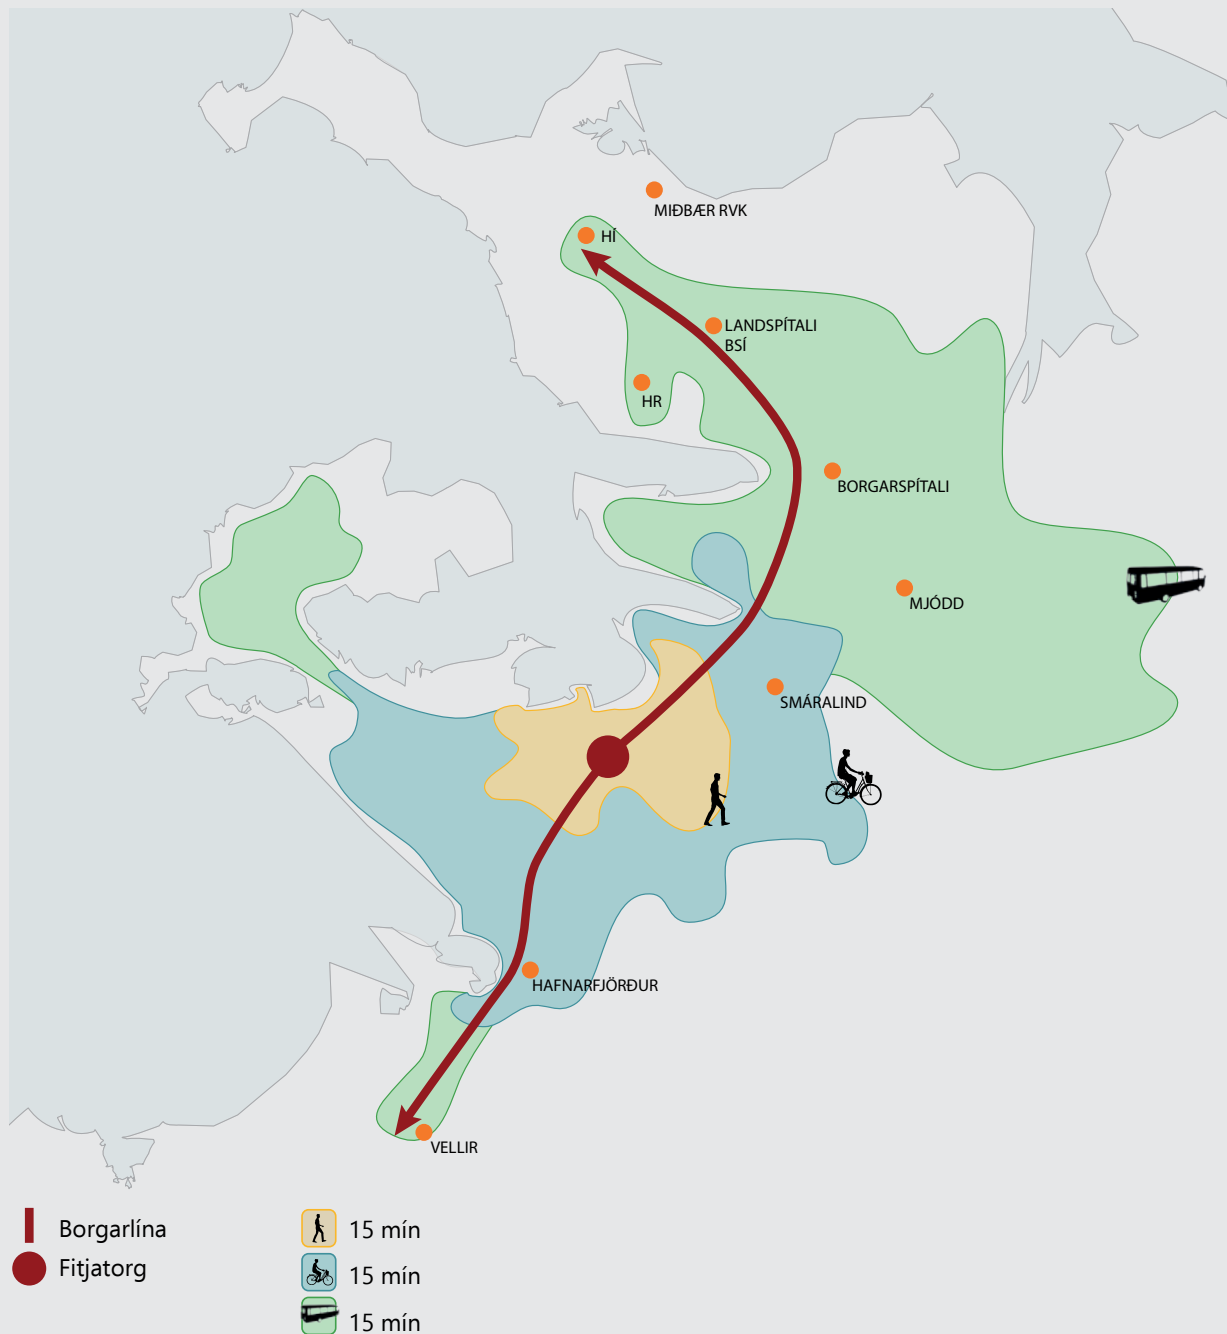 MIÐBÆR RVK
HÍ
LANDSPÍTALI
BSÍ
HR
BORGARSPÍTALI
MJÓDD
SMÁRALIND
HAFNARFJÖRÐUR
VELLIR
Borgarlína
Fitjatorg
15 mín
15 mín
15 mín